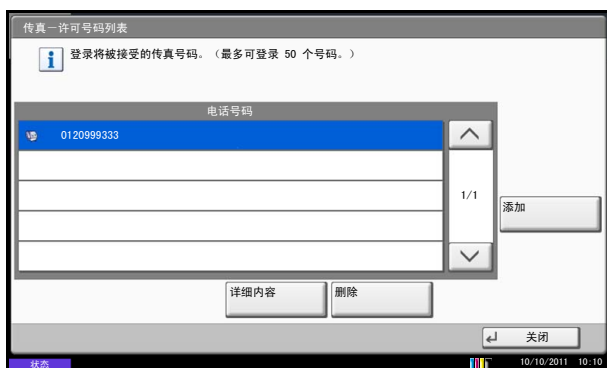 传真－许可号码列表
登录将被接受的传真号码。（最多可登录 50 个号码。）
电话号码
0120999333
1/1
添加
详细内容
删除
关闭
状态
10/10/2011 10:10